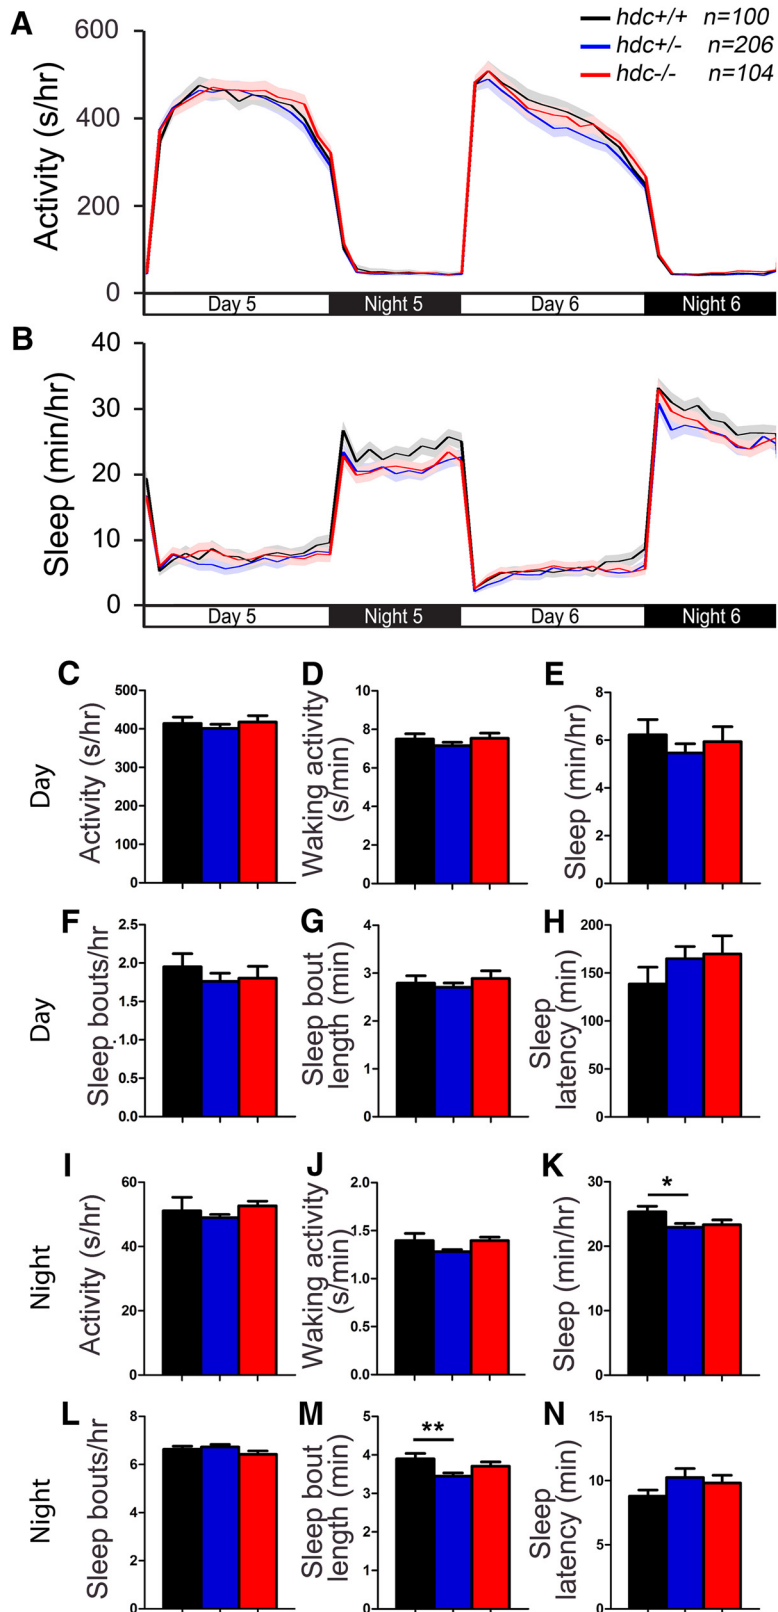 A
hdc+/+ n=100
hdc+/- n=206
hdc-/- n=104
Activity (s/hr)
600
400
200
0
Day 5
Night 5
Day 6
Night 6
B
Sleep (min/hr)
40
30
20
10
0
Day 5
Night 5
Day 6
Night 6
Day
C
Activity (s/hr)
500
400
300
200
100
0
D
Waking activity
(s/min)
10
8
6
4
2
0
E
Sleep (min/hr)
8
6
4
2
0
Day
F
Sleep bouts/hr
2.5
2.0
1.5
1.0
0.5
0.0
G
Sleep bout
length (min)
4
3
2
1
0
H
Sleep
latency (min)
200
150
100
50
0
Night
I
Activity (s/hr)
60
40
20
0
J
Waking activity
(s/min)
2.0
1.5
1.0
0.5
0.0
K
Sleep (min/hr)
30
20
10
0
*
Night
L
Sleep bouts/hr
8
6
4
2
0
M
Sleep bout
length (min)
5
4
3
2
1
0
**
N
Sleep
latency (min)
15
10
5
0